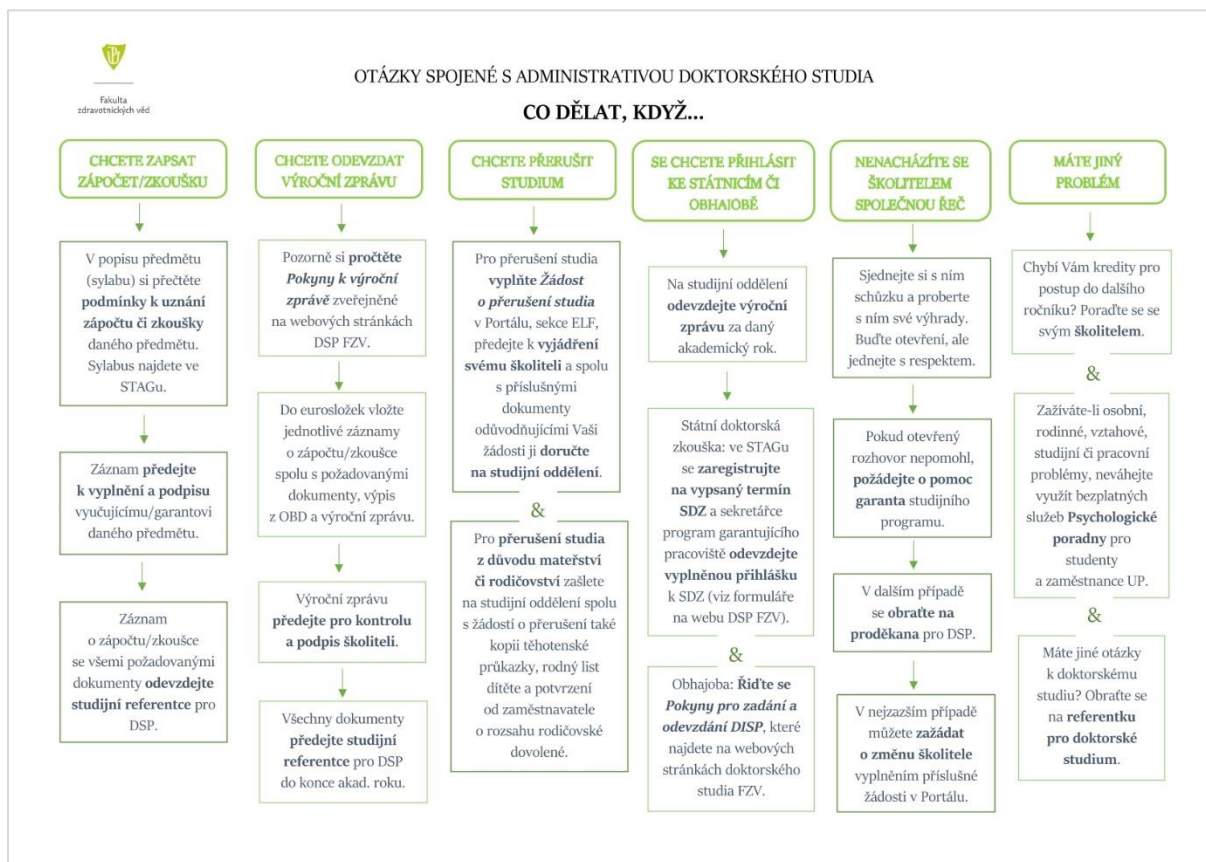 Fakulta
zdravotnických věd
OTÁZKY SPOJENÉ S ADMINISTRATIVOU DOKTORSKÉHO STUDIA
CO DĚLAT, KDYŽ...
CHCETE ZAPSAT
ZÁPOČET/ZKOUŠKU
V popisu předmětu
(sylabu) si přečtěte
podmínky k uznání
zápočtu či zkoušky
daného předmětu.
Sylabus najdete ve
STAGu.
Záznam předejte
k vyplnění a podpisu
vyučujícímu/garantovi
daného předmětu.
Záznam
o zápočtu/zkoušce
se všemi požadovanými
dokumenty odevzdejte
studijní referentce pro
DSP.
CHCETE ODEVZDAT
VÝROČNÍ ZPRÁVU
Pozorně si pročtěte
Pokyny k výroční
zprávě zveřejněné
na webových stránkách
DSP FZV.
Do eurosložek vložte
jednotlivé záznamy
o zápočtu/zkoušce
spolu s požadovanými
dokumenty, výpis
z OBD a výroční zprávu.
Výroční zprávu
předejte pro kontrolu
a podpis školiteli.
Všechny dokumenty
předejte studijní
referentce pro DSP
do konce akad. roku.
CHCETE PŘERUŠIT
STUDIUM
Pro přerušení studia
vyplňte Žádost
o přerušení studia
v Portálu, sekce ELF,
předejte k vyjádření
svému školiteli a spolu
s příslušnými
dokumenty
odůvodňujícími Vaši
žádosti ji doručte
na studijní oddělení.
&
Pro přerušení studia
z důvodu mateřství
či rodičovství zašlete
na studijní oddělení spolu
s žádostí o přerušení také
kopii těhotenské
průkazky, rodný list
dítěte a potvrzení
od zaměstnavatele
o rozsahu rodičovské
dovolené.
SE CHCETE PŘIHLÁSIT
KE STÁTNICÍM ČI
OBHAJOBĚ
Na studijní oddělení
odevzdejte výroční
zprávu za daný
akademický rok.
Státní doktorská
zkouška: ve STAGu
se zaregistrujte
na vypsaný termín
SDZ a sekretářce
program garantujícího
pracoviště odevzdejte
vyplněnou přihlášku
k SDZ (viz formuláře
na webu DSP FZV).
&
Obhajoba: Řiďte se
Pokyny pro zadání a
odevzdání DISP, které
najdete na webových
stránkách doktorského
studia FZV.
NENACHÁZÍTE SE
ŠKOLITELEM
SPOLEČNOU ŘEČ
Sjednejte si s ním
schůzku a proberte
s ním své výhrady.
Buďte otevření, ale
jednejte s respektem.
Pokud otevřený
rozhovor nepomohl,
požádejte o pomoc
garanta studijního
programu.
V dalším případě
se obraťte na
proděkana pro DSP.
V nejzazším případě
můžete zažádat
o změnu školitele
vyplněním příslušné
žádosti v Portálu.
MÁTE JINÝ
PROBLÉM
Chybí Vám kredity pro
postup do dalšího
ročníku? Poraďte se se
svým školitelem.
&
Zažíváte-li osobní,
rodinné, vztahové,
studijní či pracovní
problémy, neváhejte
využít bezplatných
služeb Psychologické
poradny pro
studenty
a zaměstnance UP.
&
Máte jiné otázky
k doktorskému
studiu? Obraťte se
na referentku
pro doktorské
studium.